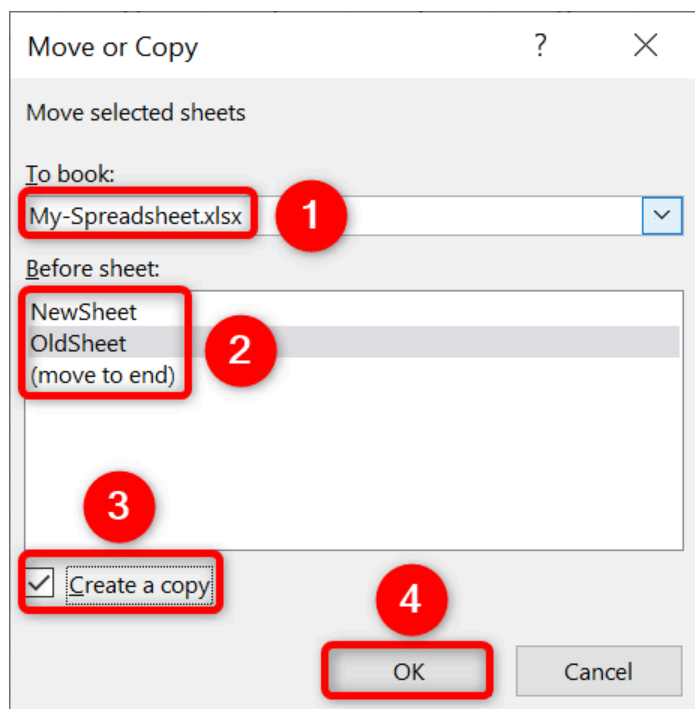 Move or Copy ?
Move selected sheets
To book:
My-Spreadsheet.xlsx 1
Before sheet:
NewSheet
OldSheet 2
(move to end)
3
Create a copy
4
OK Cancel